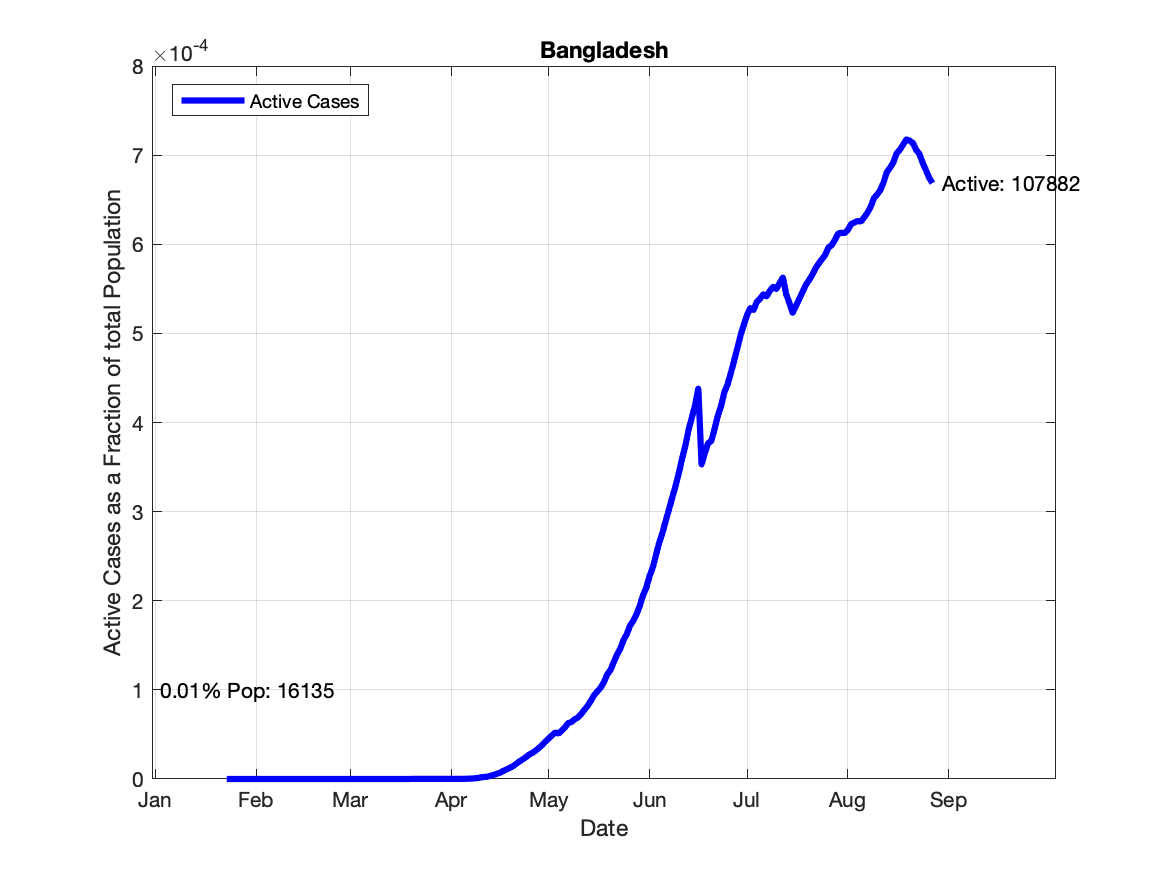 Bangladesh
×10-4
8
7
6
5
4
3
2
1
0
Active Cases as a Fraction of total Population
Active Cases
Active: 107882
0.01% Pop: 16135
Jan Feb Mar Apr May Jun Jul Aug Sep
Date